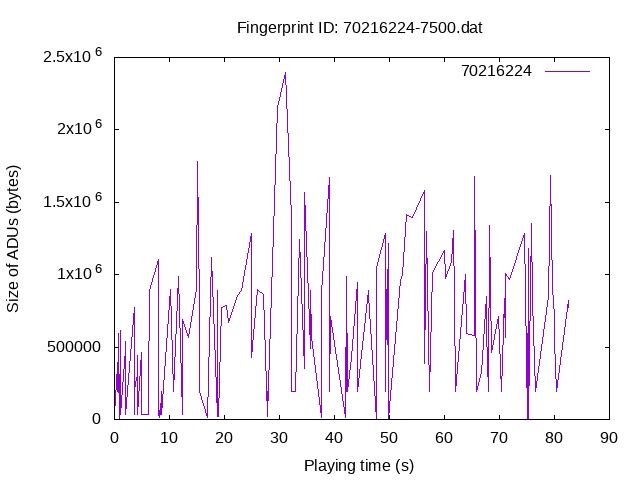 Fingerprint ID: 70216224-7500.dat
70216224
Size of ADUs (bytes)
2.5x10^6
2x10^6
1.5x10^6
1x10^6
500000
0
0 10 20 30 40 50 60 70 80 90
Playing time (s)